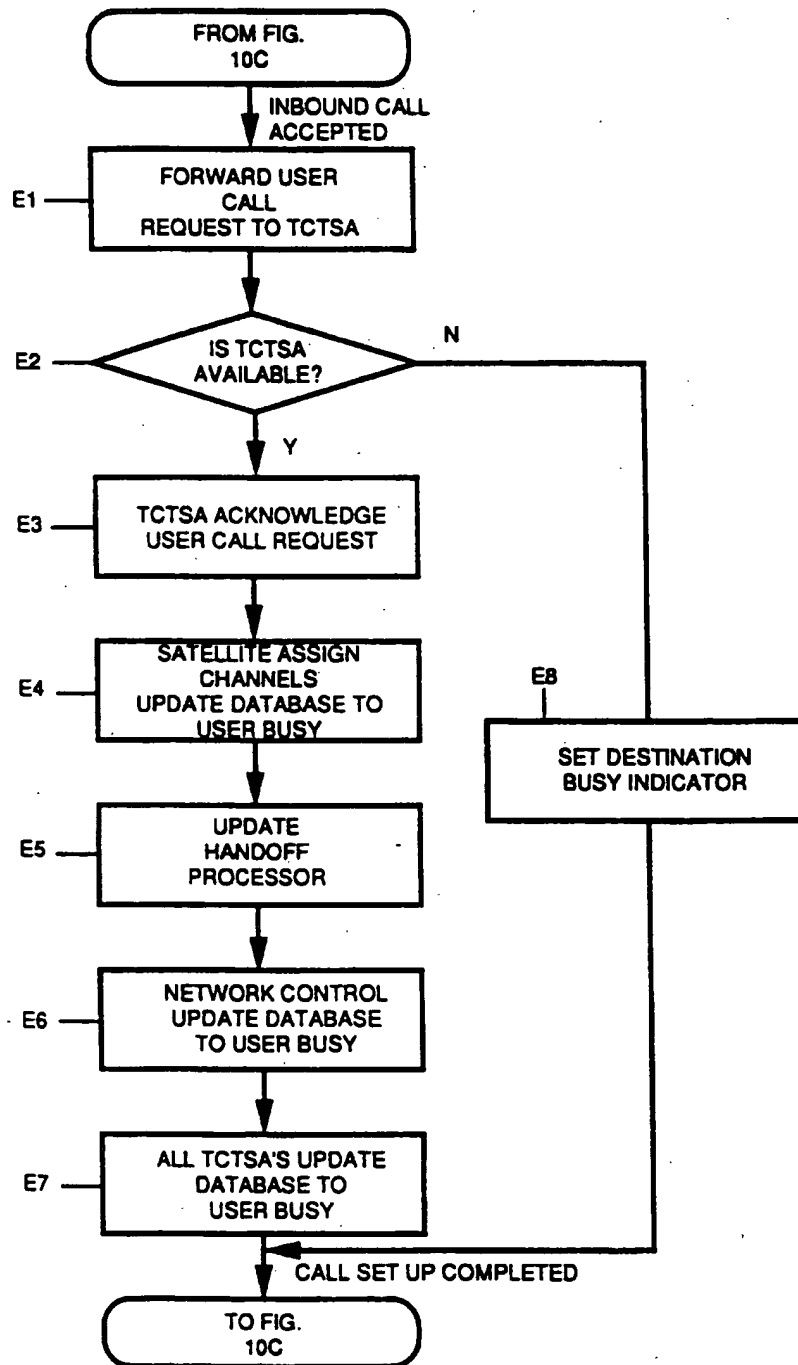 FROM FIG.
10C
INBOUND CALL
ACCEPTED
E1
FORWARD USER
CALL
REQUEST TO TCTSA
E2
IS TCTSA
AVAILABLE?
N
Y
E3
TCTSA ACKNOWLEDGE
USER CALL REQUEST
E4
SATELLITE ASSIGN
CHANNELS
UPDATE DATABASE TO
USER BUSY
E8
SET DESTINATION
BUSY INDICATOR
E5
UPDATE
HANDOFF
PROCESSOR
E6
NETWORK CONTROL
UPDATE DATABASE
TO USER BUSY
E7
ALL TCTSA'S UPDATE
DATABASE TO
USER BUSY
CALL SET UP COMPLETED
TO FIG.
10C